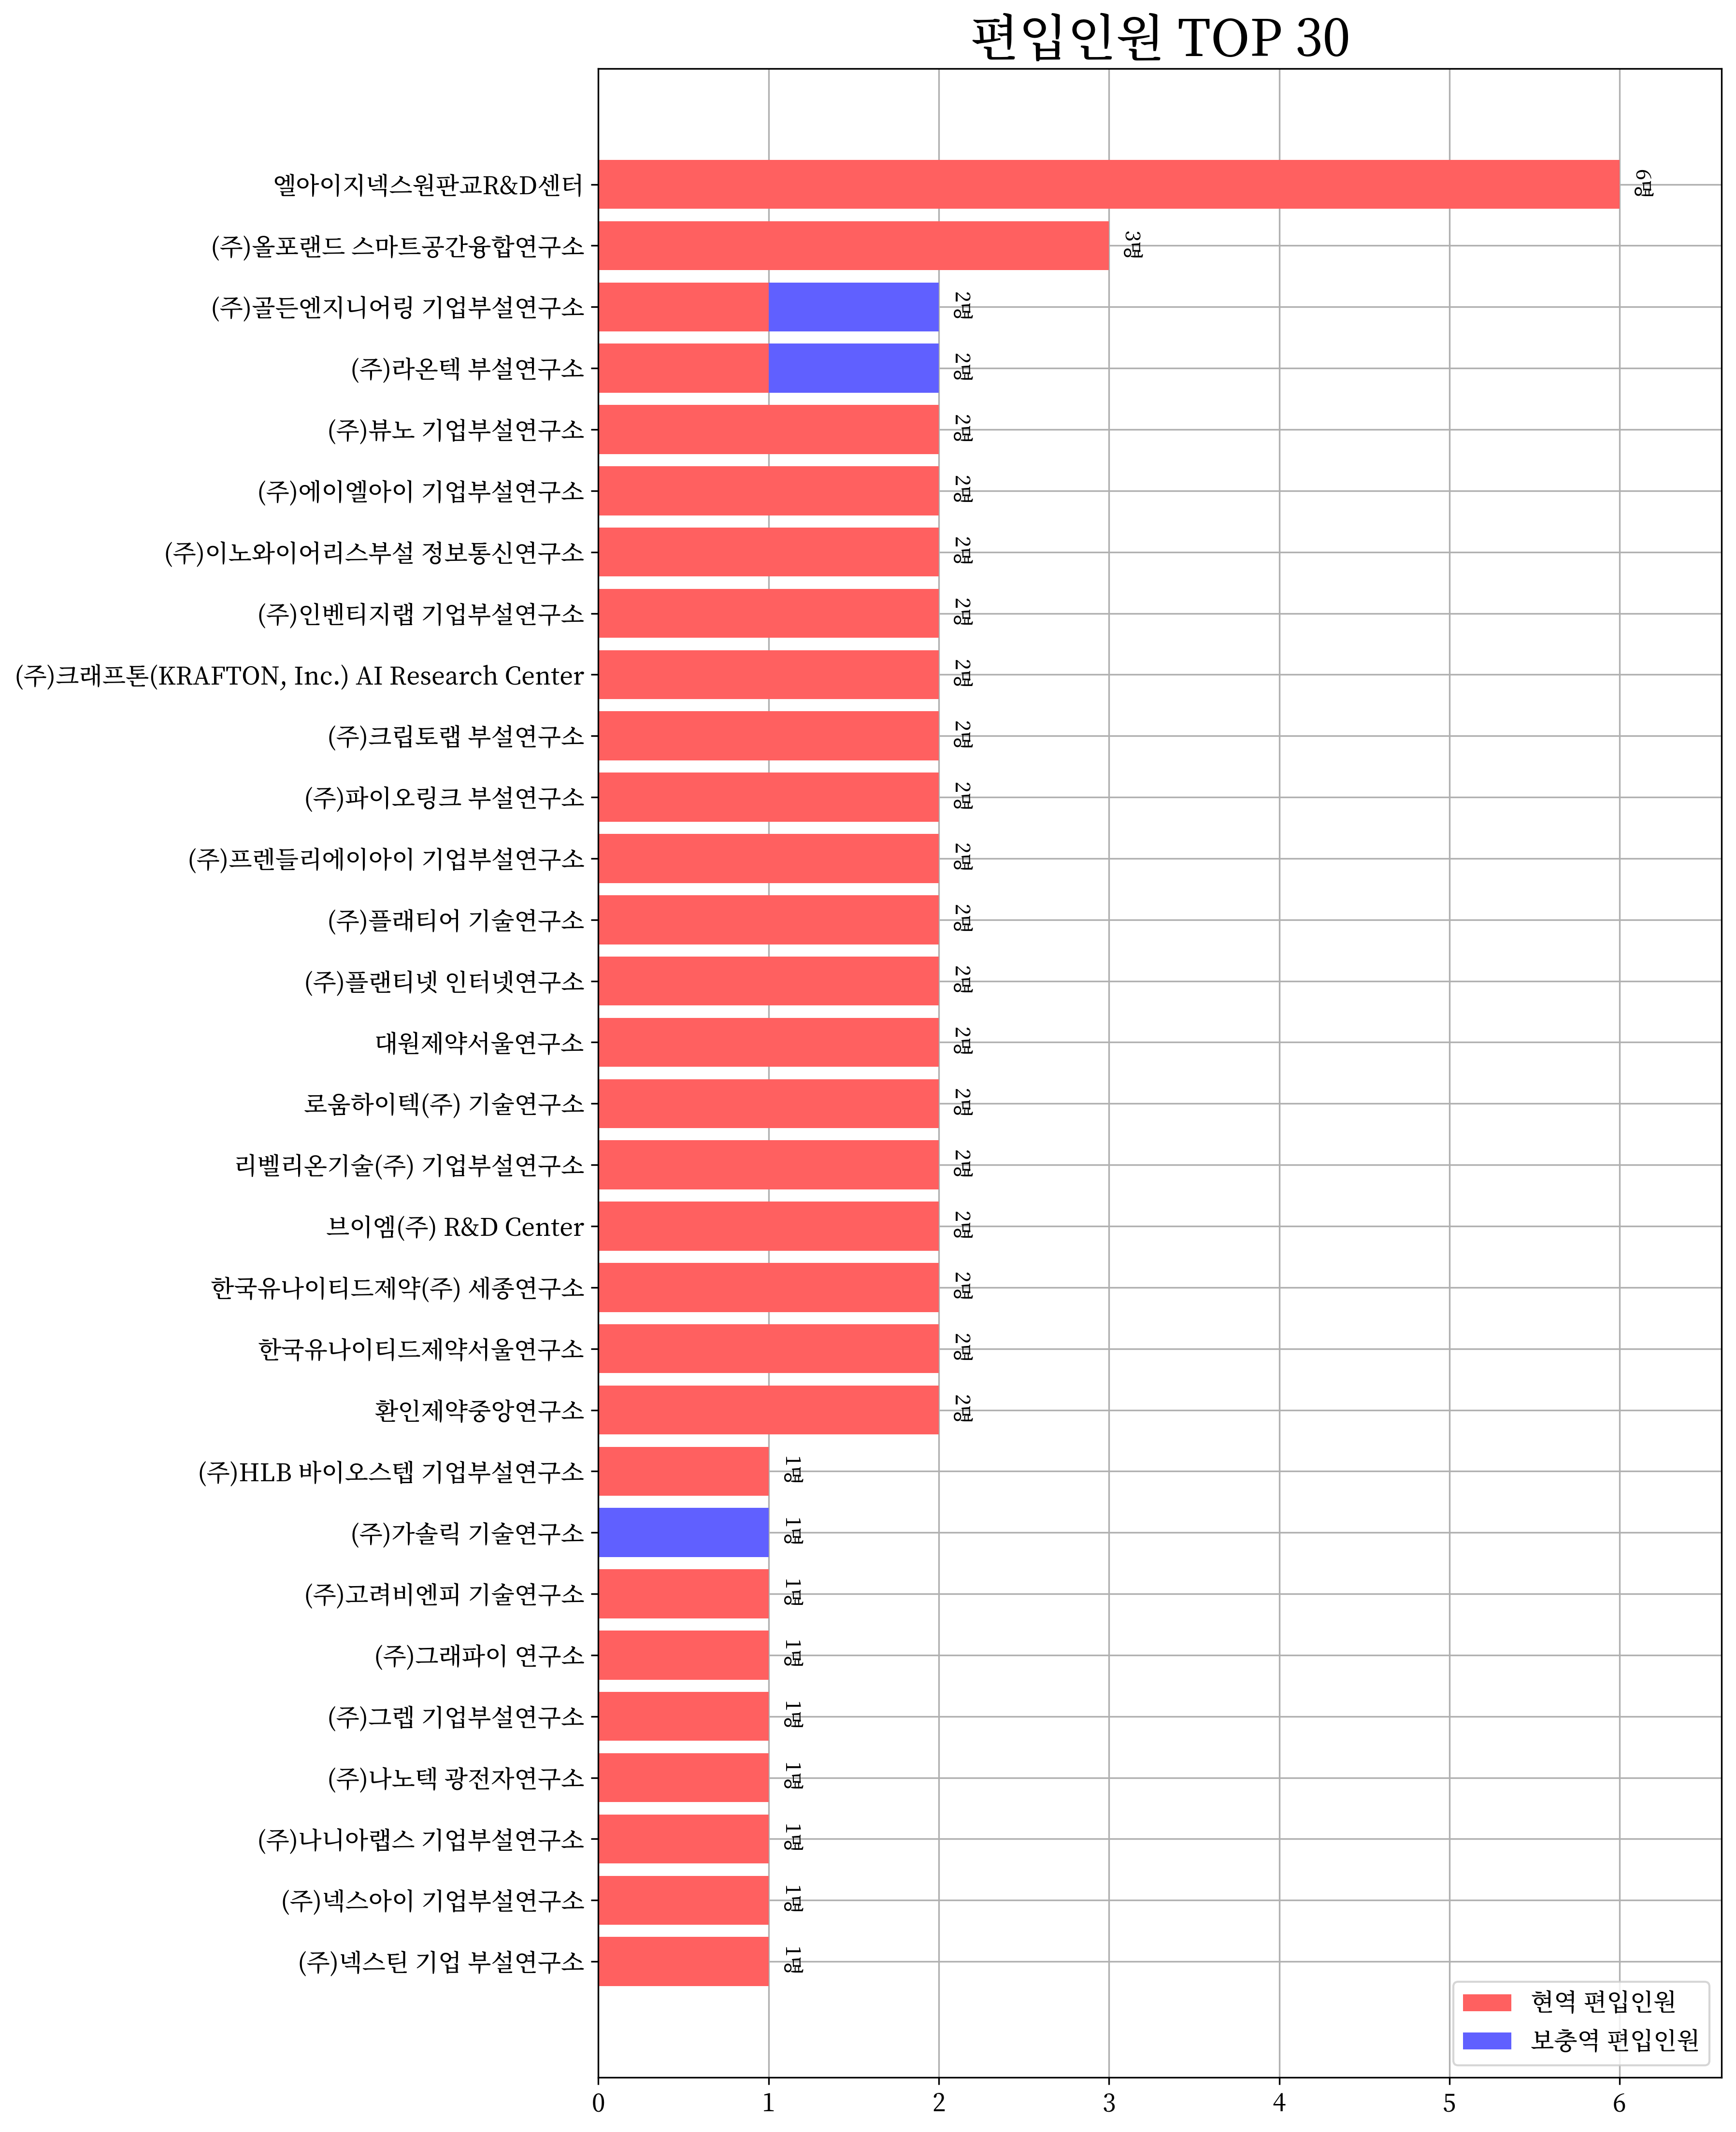 편입인원 TOP 30
엘아이지넥스원판교R&D센터 6명
(주)올포랜드 스마트공간융합연구소 3명
(주)골든엔지니어링 기업부설연구소 2명
(주)라온텍 부설연구소 2명
(주)뷰노 기업부설연구소 2명
(주)에이엘아이 기업부설연구소 2명
(주)이노와이어리스부설 정보통신연구소 2명
(주)인벤티지랩 기업부설연구소 2명
(주)크래프톤(KRAFTON, Inc.) AI Research Center 2명
(주)크립토랩 부설연구소 2명
(주)파이오링크 부설연구소 2명
(주)프렌들리에이아이 기업부설연구소 2명
(주)플래티어 기술연구소 2명
(주)플랜티넷 인터넷연구소 2명
대원제약서울연구소 2명
로움하이텍(주) 기술연구소 2명
리벨리온기술(주) 기업부설연구소 2명
브이엠(주) R&D Center 2명
한국유나이티드제약(주) 세종연구소 2명
한국유나이티드제약서울연구소 2명
환인제약중앙연구소 2명
(주)HLB 바이오스텝 기업부설연구소 1명
(주)가솔릭 기술연구소 1명
(주)고려비엔피 기술연구소 1명
(주)그래파이 연구소 1명
(주)그렙 기업부설연구소 1명
(주)나노텍 광전자연구소 1명
(주)나니아랩스 기업부설연구소 1명
(주)넥스아이 기업부설연구소 1명
(주)넥스틴 기업 부설연구소 1명
현역 편입인원
보충역 편입인원
0 1 2 3 4 5 6